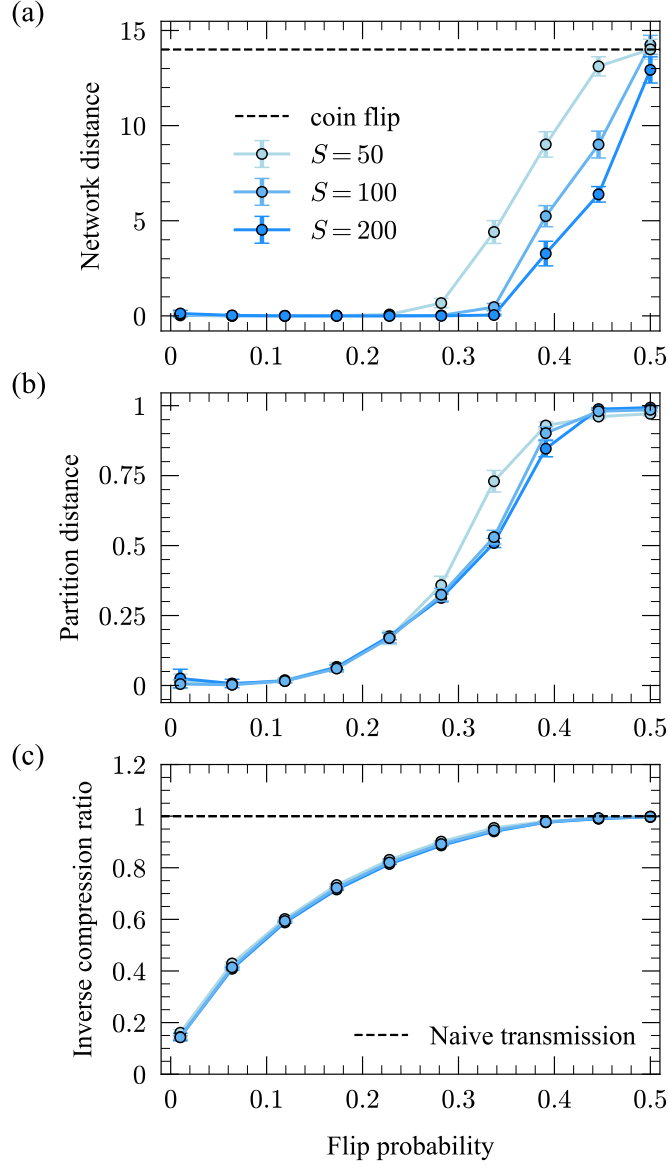 (a)
15
10
5
0
Network distance
coin flip
S = 50
S = 100
S = 200
0 0.1 0.2 0.3 0.4 0.5
(b)
1
0.75
0.5
0.25
0
Partition distance
0 0.1 0.2 0.3 0.4 0.5
(c)
1.2
1
0.8
0.6
0.4
0.2
0
Inverse compression ratio
Naive transmission
0 0.1 0.2 0.3 0.4 0.5
Flip probability